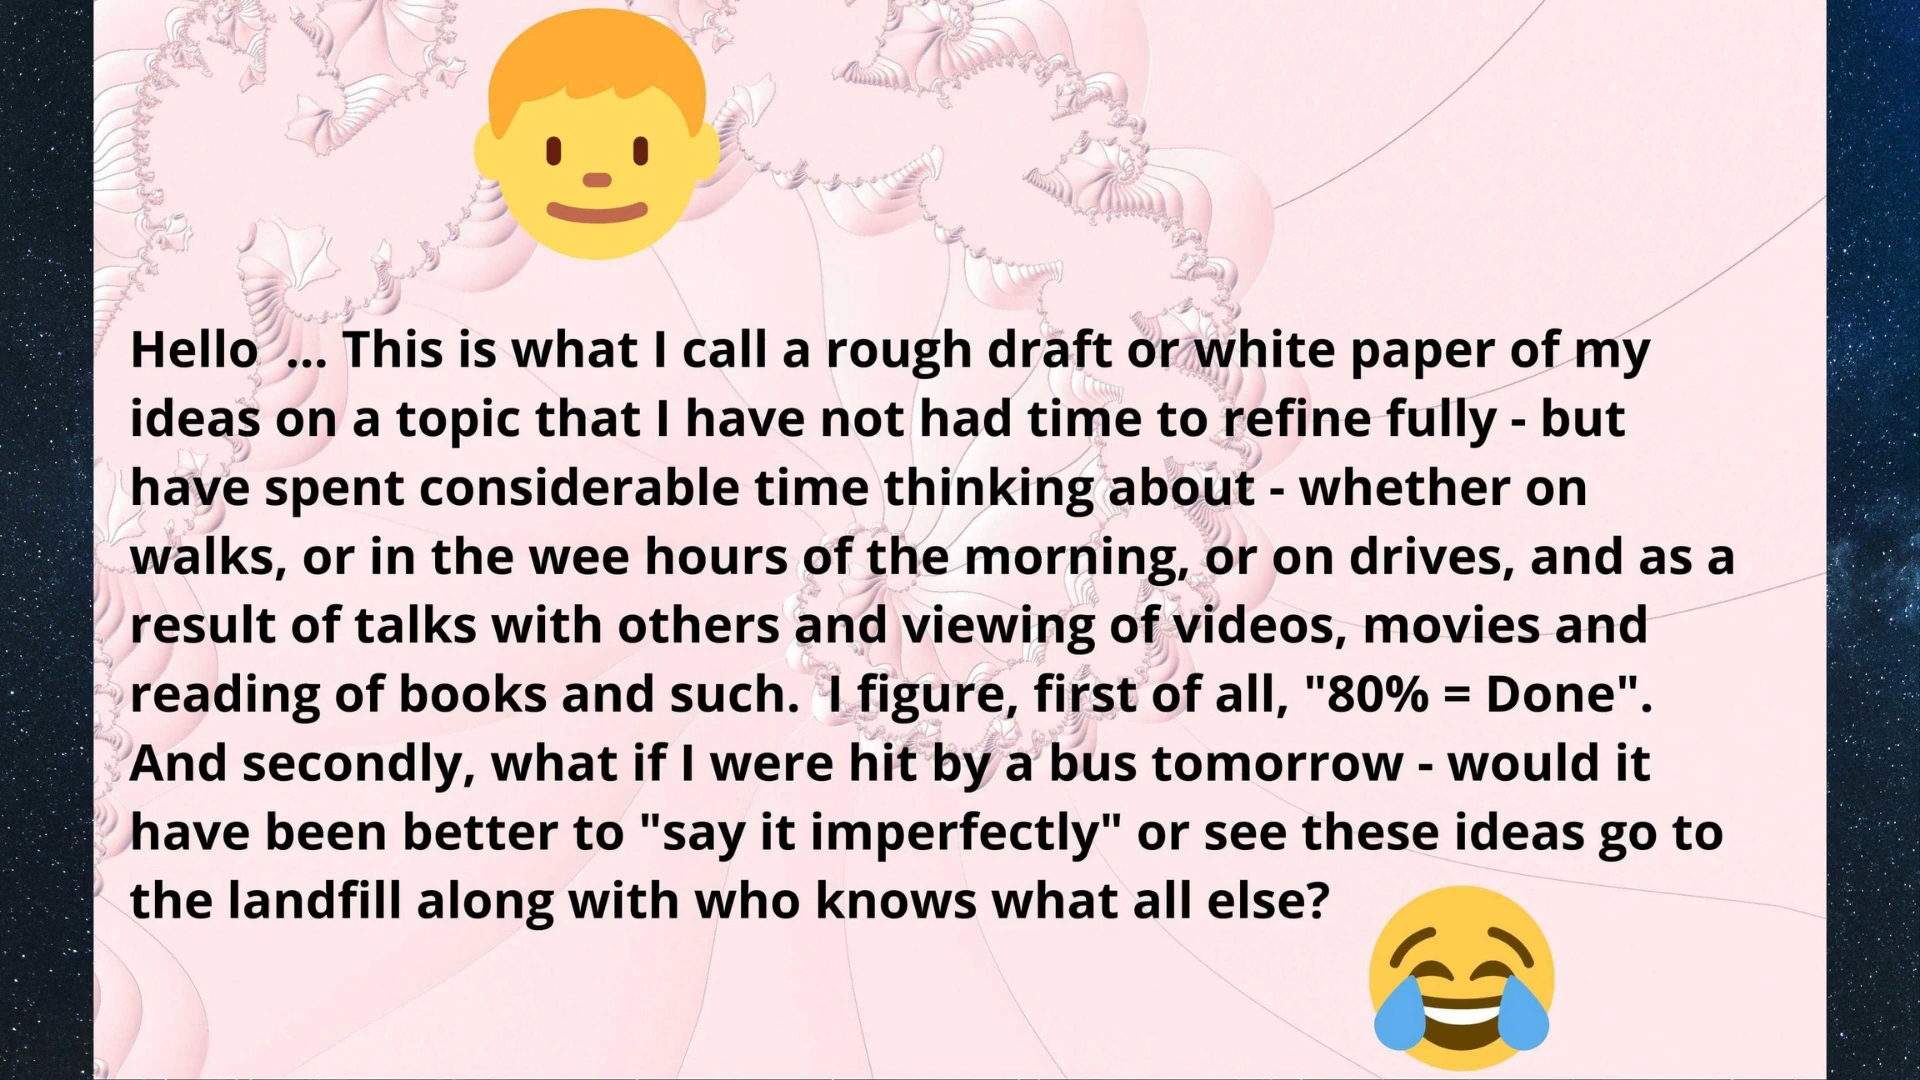 Hello  ... This is what I call a rough draft or white paper of my
ideas on a topic that I have not had time to refine fully - but
have spent considerable time thinking about - whether on
walks, or in the wee hours of the morning, or on drives, and as a
result of talks with others and viewing of videos, movies and
reading of books and such.  I figure, first of all, "80% = Done".
And secondly, what if I were hit by a bus tomorrow - would it
have been better to "say it imperfectly" or see these ideas go to
the landfill along with who knows what all else?